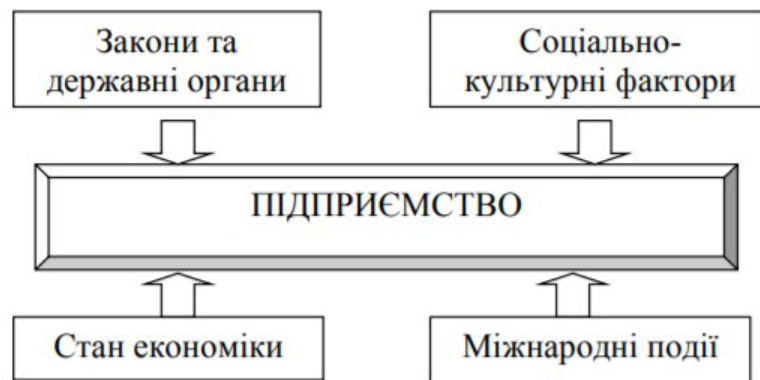 Закони та
державні органи
Соціально-
культурні фактори
ПІДПРИЄМСТВО
Стан економіки
Міжнародні події